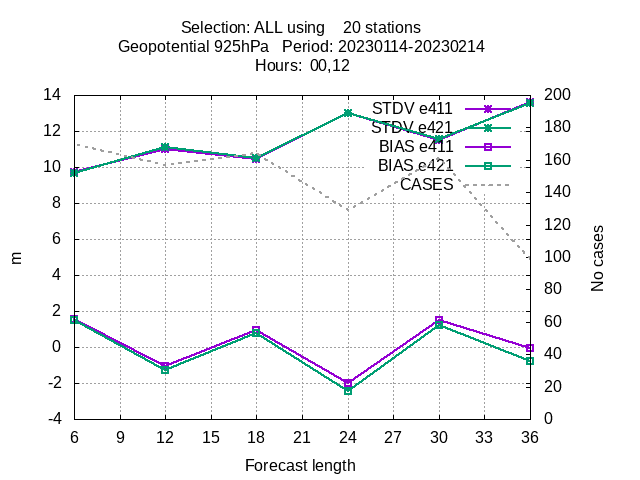 Selection: ALL using    20 stations
Geopotential 925hPa   Period: 20230114-20230214
Hours:  00,12
STDV e411
STDV e421
BIAS e411
BIAS e421
CASES
14
12
10
8
6
4
2
0
-2
-4
m
200
180
160
140
120
100
80
60
40
20
0
No cases
6 9 12 15 18 21 24 27 30 33 36
Forecast length